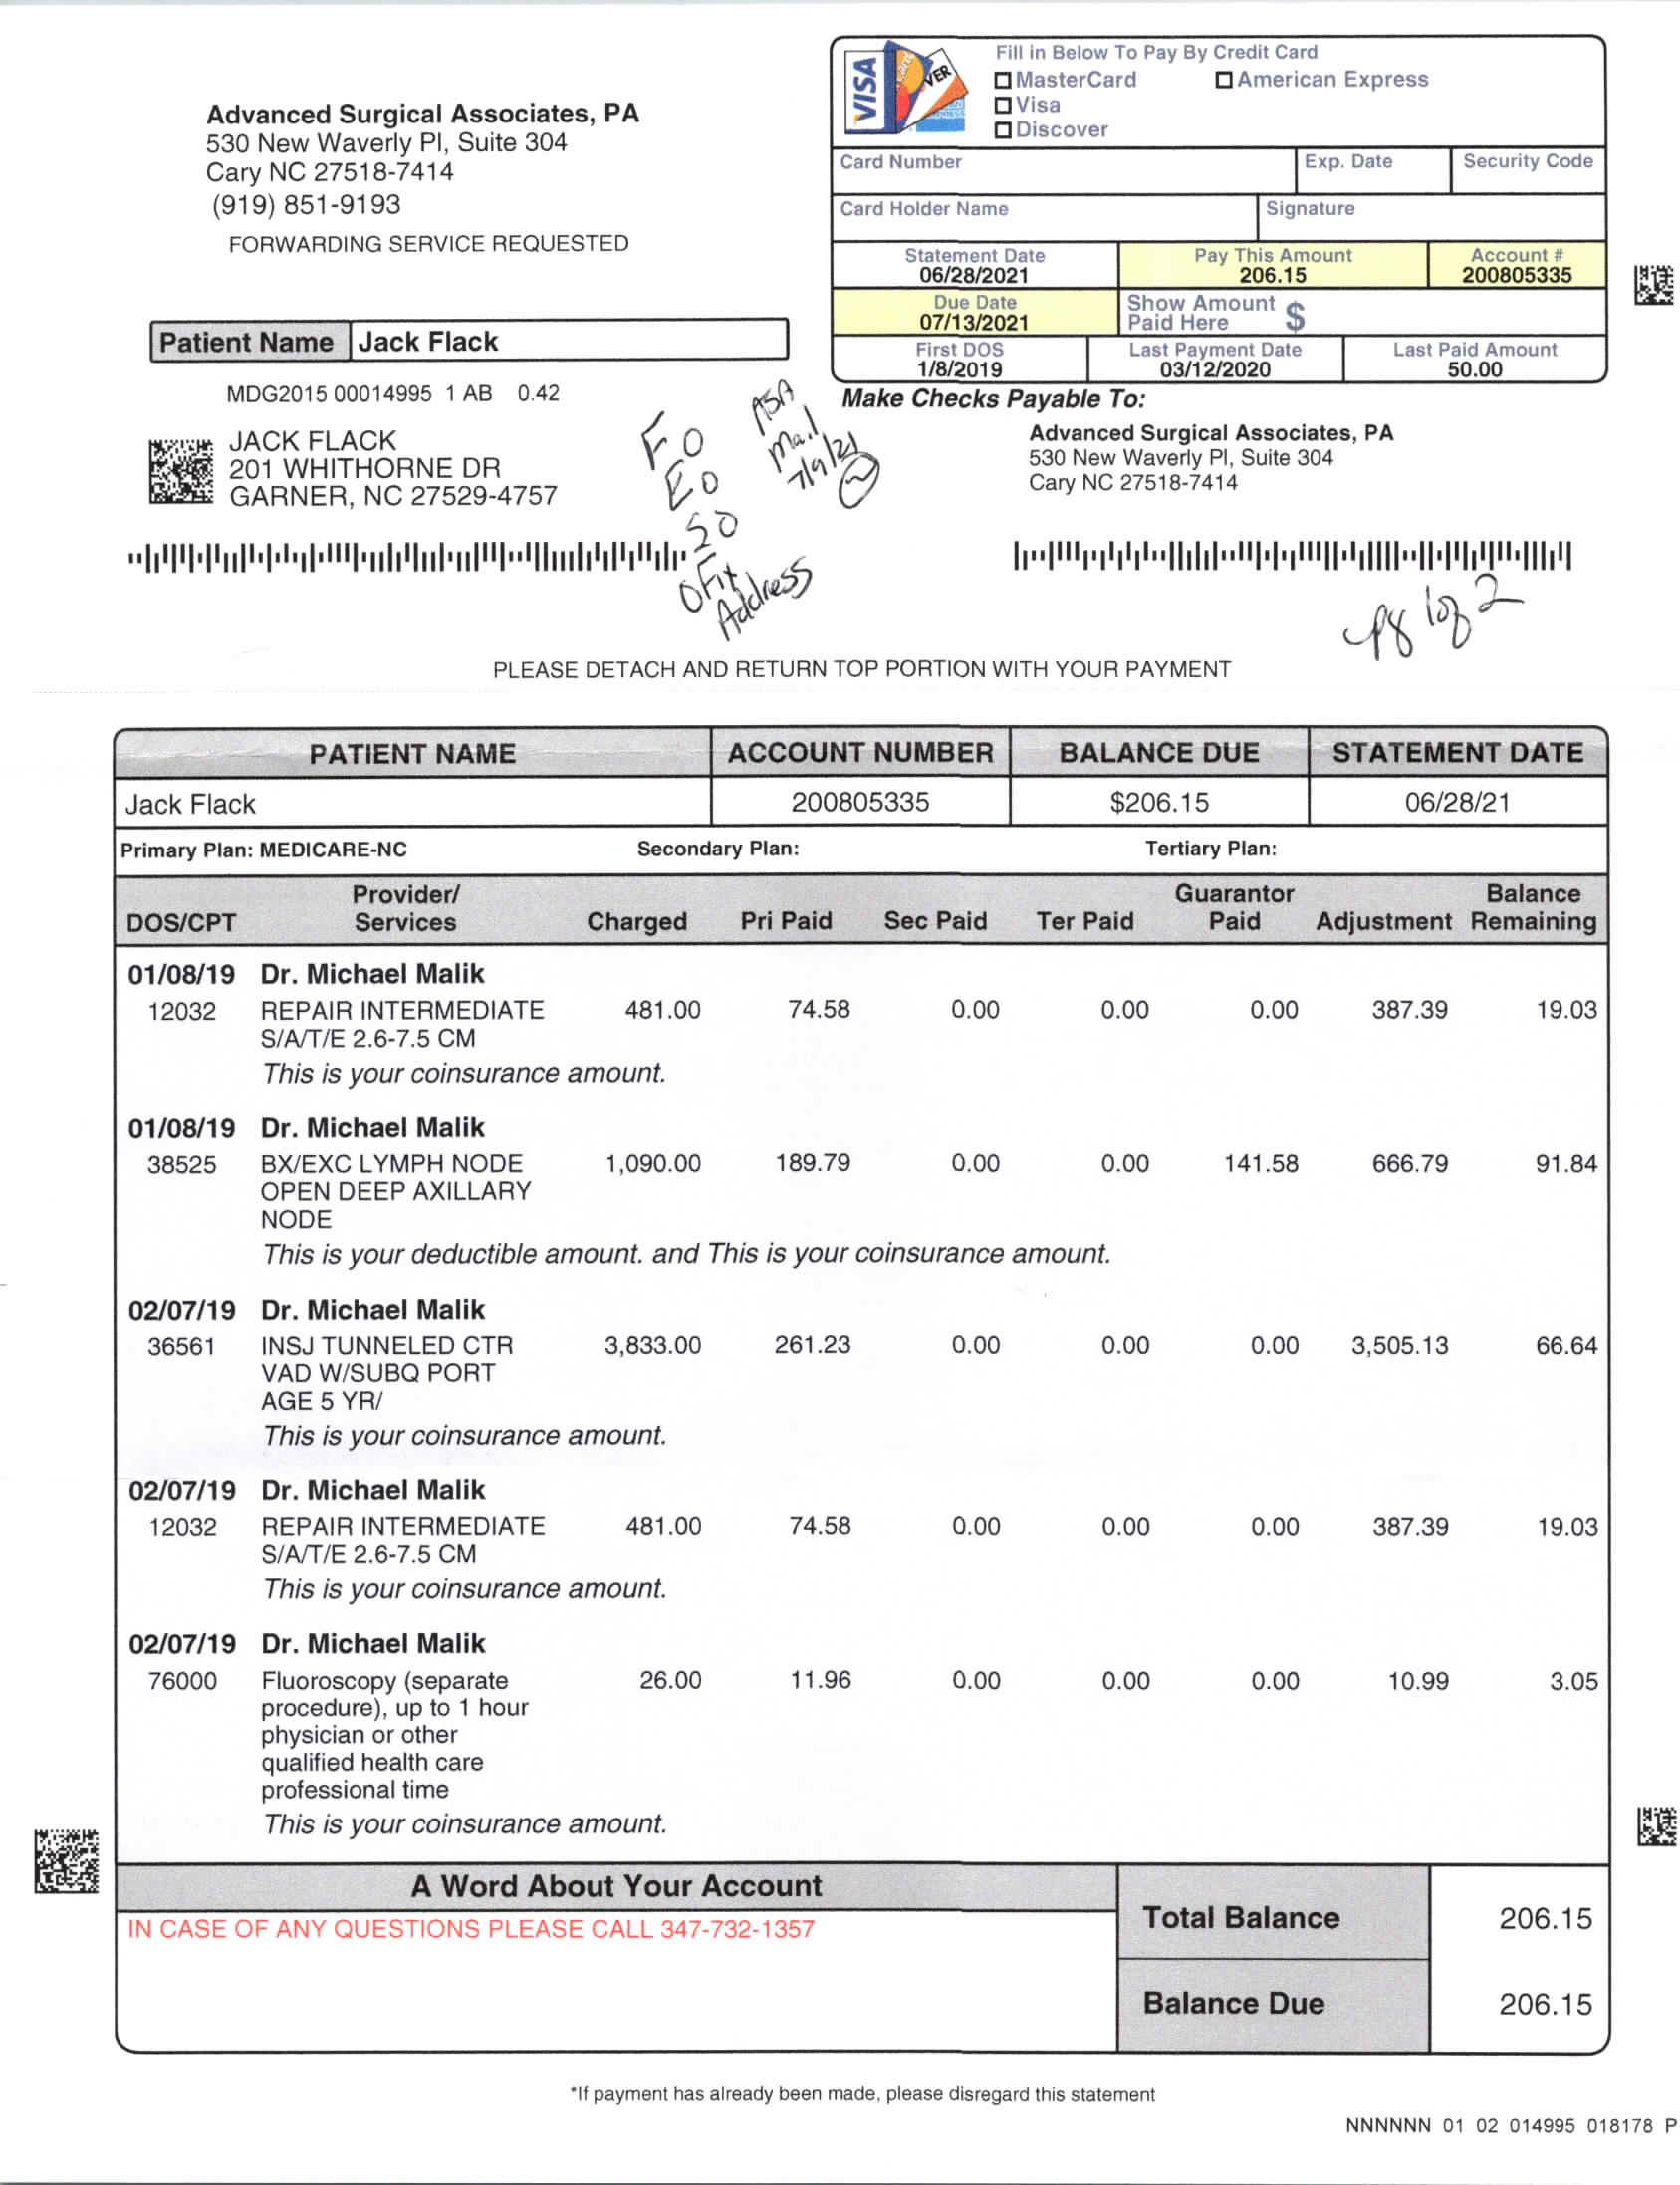 VISA
VER
Fill in Below To Pay By Credit Card
MasterCard American Express
Visa
Discover
Card Number Exp. Date Security Code
Card Holder Name Signature
Statement Date Pay This Amount Account #
06/28/2021 206.15 200805335
Due Date Show Amount $
07/13/2021 Paid Here
First DOS Last Payment Date Last Paid Amount
1/8/2019 03/12/2020 50.00
Advanced Surgical Associates, PA
530 New Waverly Pl, Suite 304
Cary NC 27518-7414
(919) 851-9193
FORWARDING SERVICE REQUESTED
Patient Name Jack Flack
MDG2015 00014995 1 AB 0.42
JACK FLACK
201 WHITHORNE DR
GARNER, NC 27529-4757
FO
EO
SO
Fix
Address
ASA
Mail
7/9/21
Make Checks Payable To:
Advanced Surgical Associates, PA
530 New Waverly Pl, Suite 304
Cary NC 27518-7414
pg 1 of 2
PLEASE DETACH AND RETURN TOP PORTION WITH YOUR PAYMENT
PATIENT NAME ACCOUNT NUMBER BALANCE DUE STATEMENT DATE
Jack Flack 200805335 $206.15 06/28/21
Primary Plan: MEDICARE-NC Secondary Plan: Tertiary Plan:
Provider/ Guarantor Balance
DOS/CPT Services Charged Pri Paid Sec Paid Ter Paid Paid Adjustment Remaining
01/08/19 Dr. Michael Malik
12032 REPAIR INTERMEDIATE 481.00 74.58 0.00 0.00 0.00 387.39 19.03
S/A/T/E 2.6-7.5 CM
This is your coinsurance amount.
01/08/19 Dr. Michael Malik
38525 BX/EXC LYMPH NODE 1,090.00 189.79 0.00 0.00 141.58 666.79 91.84
OPEN DEEP AXILLARY
NODE
This is your deductible amount. and This is your coinsurance amount.
02/07/19 Dr. Michael Malik
36561 INSJ TUNNELED CTR 3,833.00 261.23 0.00 0.00 0.00 3,505.13 66.64
VAD W/SUBQ PORT
AGE 5 YR/
This is your coinsurance amount.
02/07/19 Dr. Michael Malik
12032 REPAIR INTERMEDIATE 481.00 74.58 0.00 0.00 0.00 387.39 19.03
S/A/T/E 2.6-7.5 CM
This is your coinsurance amount.
02/07/19 Dr. Michael Malik
76000 Fluoroscopy (separate 26.00 11.96 0.00 0.00 0.00 10.99 3.05
procedure), up to 1 hour
physician or other
qualified health care
professional time
This is your coinsurance amount.
A Word About Your Account
IN CASE OF ANY QUESTIONS PLEASE CALL 347-732-1357
Total Balance 206.15
Balance Due 206.15
*If payment has already been made, please disregard this statement
NNNNNN 01 02 014995 018178 P